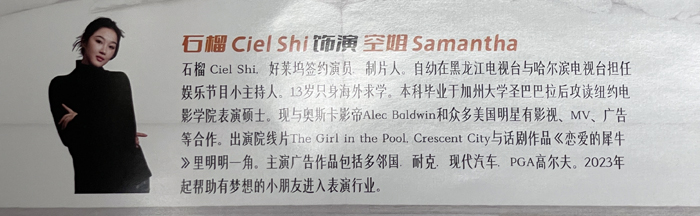 石榴 Ciel Shi 饰演 空姐 Samantha
石榴 Ciel Shi，好莱坞签约演员，制片人。自幼在黑龙江电视台与哈尔滨电视台担任
娱乐节目小主持人。13岁只身海外求学。本科毕业于加州大学圣巴巴拉后攻读纽约电
影学院表演硕士。现与奥斯卡影帝Alec Baldwin和众多美国明星有影视、MV、广告
等合作。出演院线片The Girl in the Pool, Crescent City与话剧作品《恋爱的犀牛
》里明明一角。主演广告作品包括多邻国，耐克，现代汽车，PGA高尔夫。2023年
起帮助有梦想的小朋友进入表演行业。